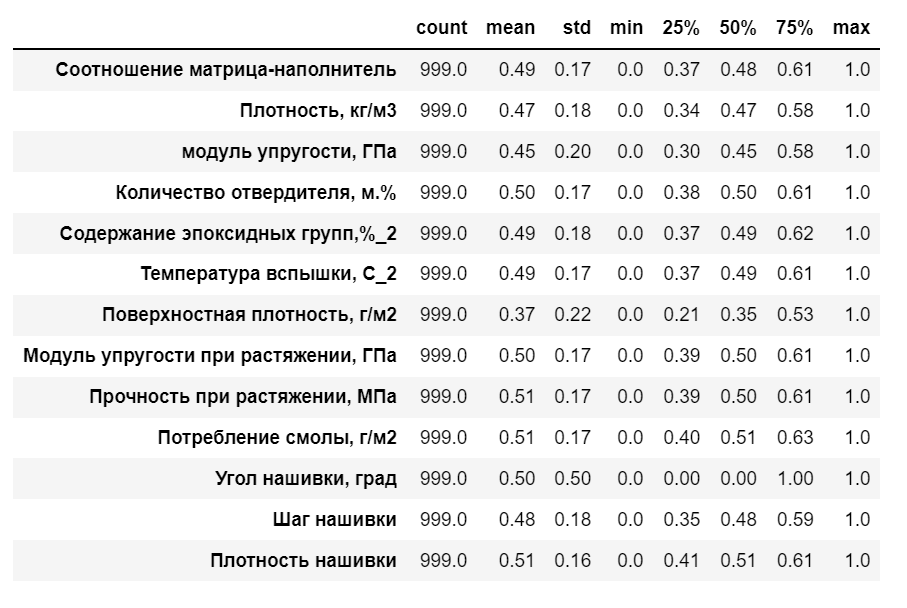 count mean std min 25% 50% 75% max
Соотношение матрица-наполнитель 999.0 0.49 0.17 0.0 0.37 0.48 0.61 1.0
Плотность, кг/м3 999.0 0.47 0.18 0.0 0.34 0.47 0.58 1.0
модуль упругости, ГПа 999.0 0.45 0.20 0.0 0.30 0.45 0.58 1.0
Количество отвердителя, м.% 999.0 0.50 0.17 0.0 0.38 0.50 0.61 1.0
Содержание эпоксидных групп,%_2 999.0 0.49 0.18 0.0 0.37 0.49 0.62 1.0
Температура вспышки, С_2 999.0 0.49 0.17 0.0 0.37 0.49 0.61 1.0
Поверхностная плотность, г/м2 999.0 0.37 0.22 0.0 0.21 0.35 0.53 1.0
Модуль упругости при растяжении, ГПа 999.0 0.50 0.17 0.0 0.39 0.50 0.61 1.0
Прочность при растяжении, МПа 999.0 0.51 0.17 0.0 0.39 0.50 0.61 1.0
Потребление смолы, г/м2 999.0 0.51 0.17 0.0 0.40 0.51 0.63 1.0
Угол нашивки, град 999.0 0.50 0.50 0.0 0.00 0.00 1.00 1.0
Шаг нашивки 999.0 0.48 0.18 0.0 0.35 0.48 0.59 1.0
Плотность нашивки 999.0 0.51 0.16 0.0 0.41 0.51 0.61 1.0